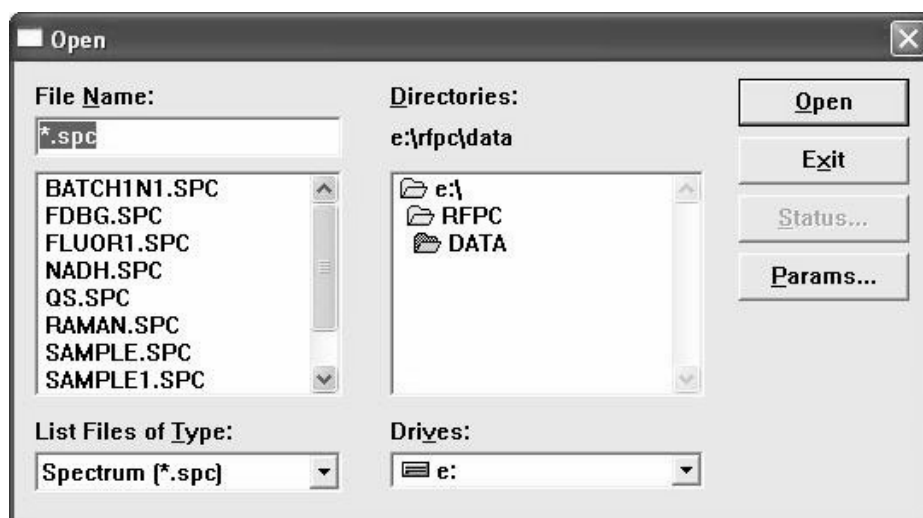 Open
File Name:
*.spc
BATCH1N1.SPC
FDBG.SPC
FLUOR1.SPC
NADH.SPC
QS.SPC
RAMAN.SPC
SAMPLE.SPC
SAMPLE1.SPC
List Files of Type:
Spectrum (*.spc)
Directories:
e:\rfpc\data
e:\
RFPC
DATA
Drives:
e:
Open
Exit
Status...
Params...